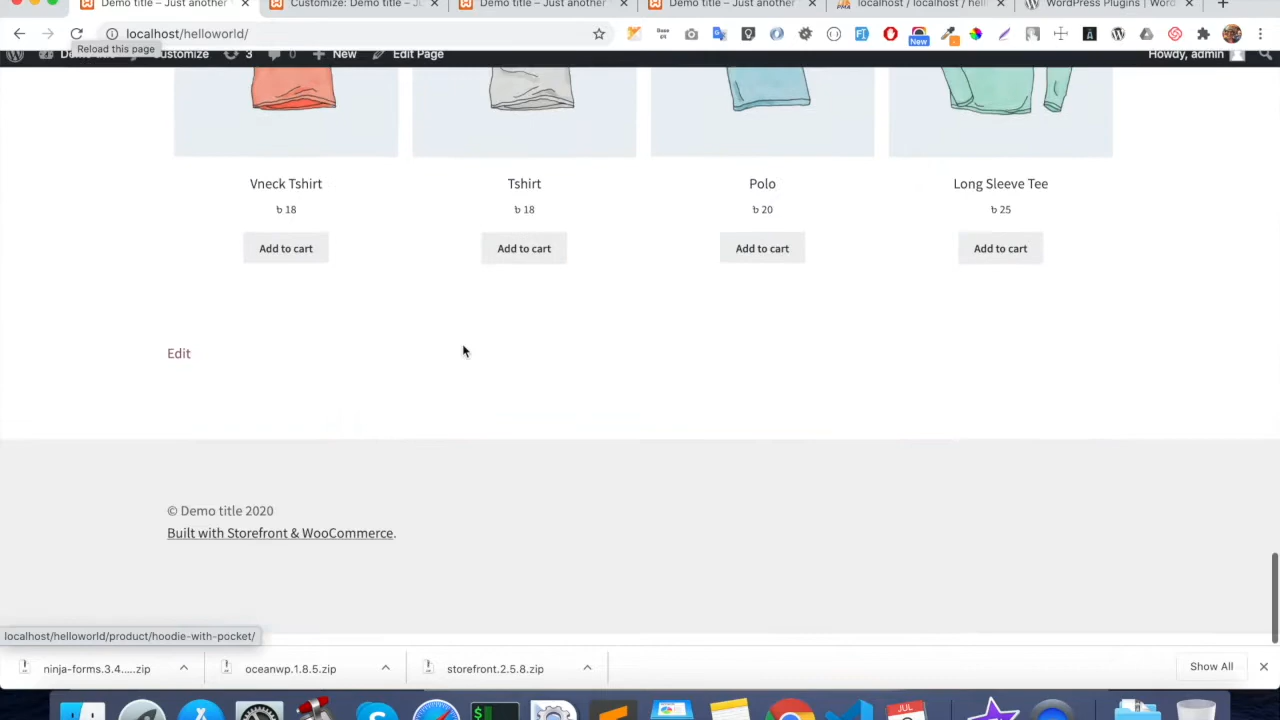 Demo title – Just another
Customize: Demo title – J
Demo title – Just another
Demo title – Just another
localhost / localhost / hell
WordPress Plugins | Word
localhost/helloworld/
New
Reload this page
Customize
3
0
New
Edit Page
Howdy, admin
Vneck Tshirt
Tshirt
Polo
Long Sleeve Tee
৳ 18
৳ 18
৳ 20
৳ 25
Add to cart
Add to cart
Add to cart
Add to cart
Edit
© Demo title 2020
Built with Storefront & WooCommerce.
localhost/helloworld/product/hoodie-with-pocket/
ninja-forms.3.4.....zip
oceanwp.1.8.5.zip
storefront.2.5.8.zip
Show All
JUL